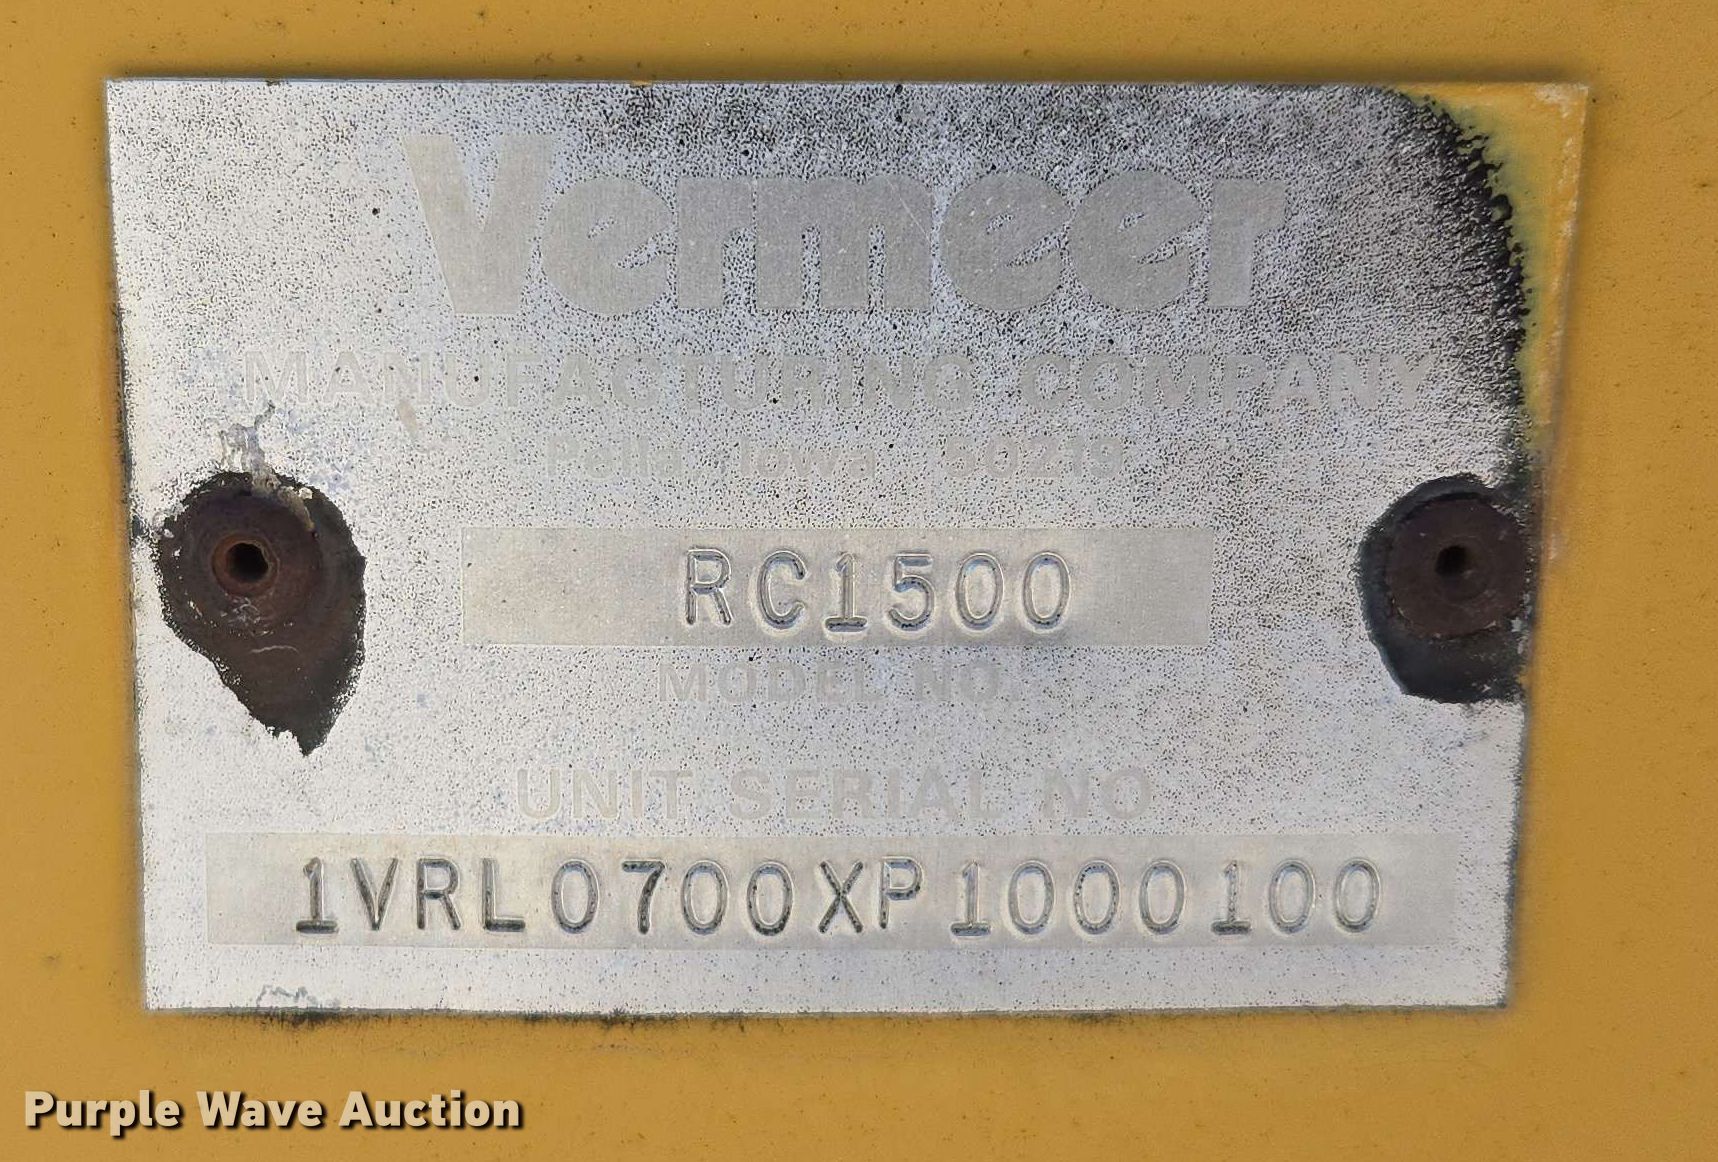 Vermeer
MANUFACTURING COMPANY
Pella, Iowa 50219
RC1500
MODEL NO.
UNIT SERIAL NO.
1VRL0700XP1000100
Purple Wave Auction